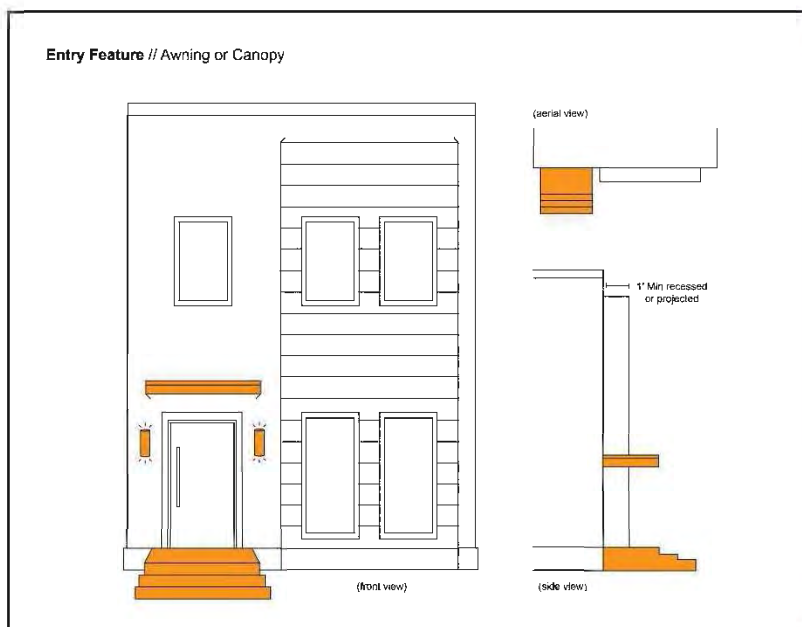 Entry Feature // Awning or Canopy
(aerial view)
1' Min recessed
or projected
(front view)
(side view)